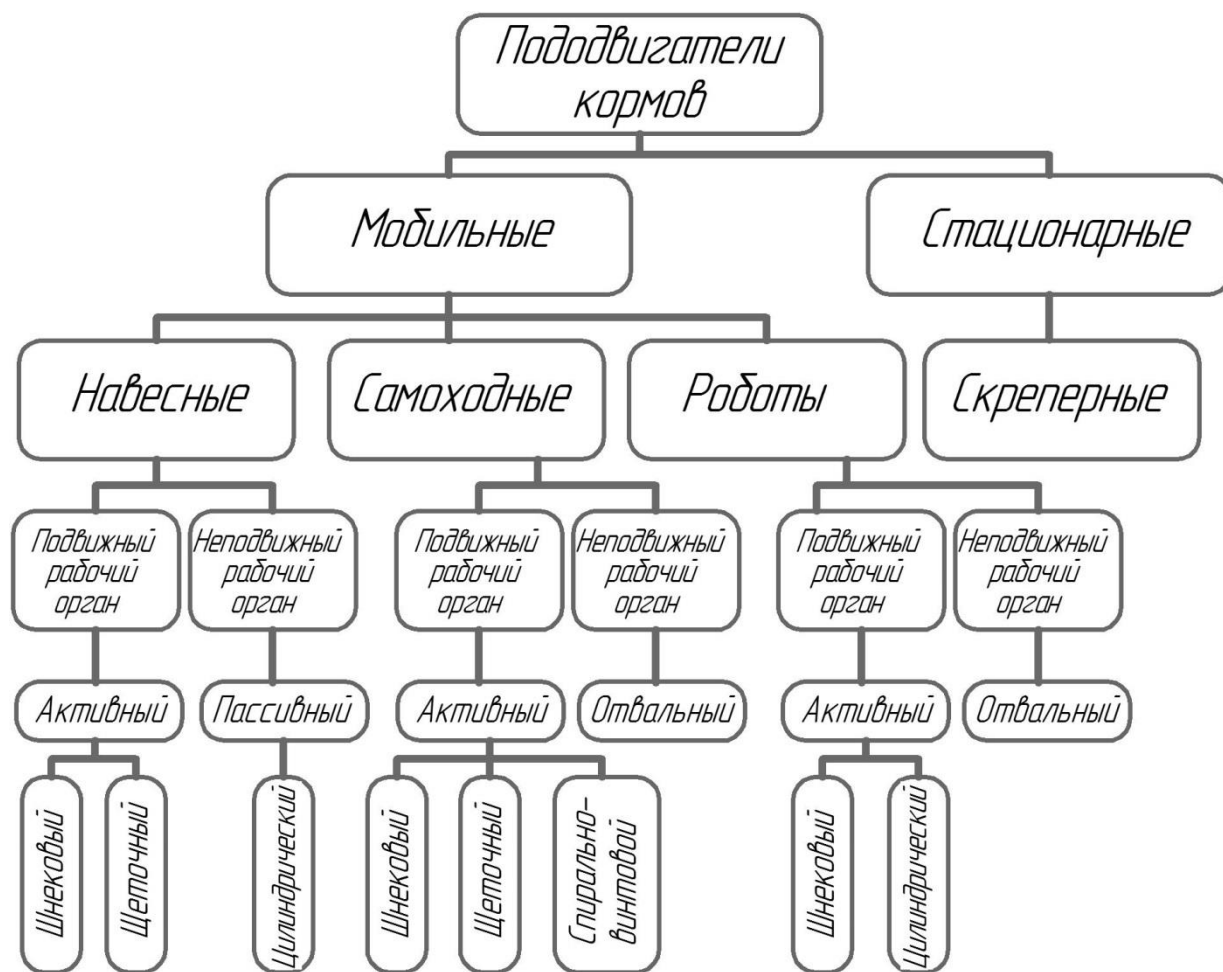 Пододвигатели
кормов
Мобильные
Стационарные
Навесные
Самоходные
Роботы
Скреперные
Подвижный
рабочий
орган
Неподвижный
рабочий
орган
Подвижный
рабочий
орган
Неподвижный
рабочий
орган
Подвижный
рабочий
орган
Неподвижный
рабочий
орган
Активный
Пассивный
Активный
Отвальный
Активный
Отвальный
Шнековый
Щеточный
Цилиндрический
Шнековый
Щеточный
Спирально-
винтовой
Шнековый
Цилиндрический